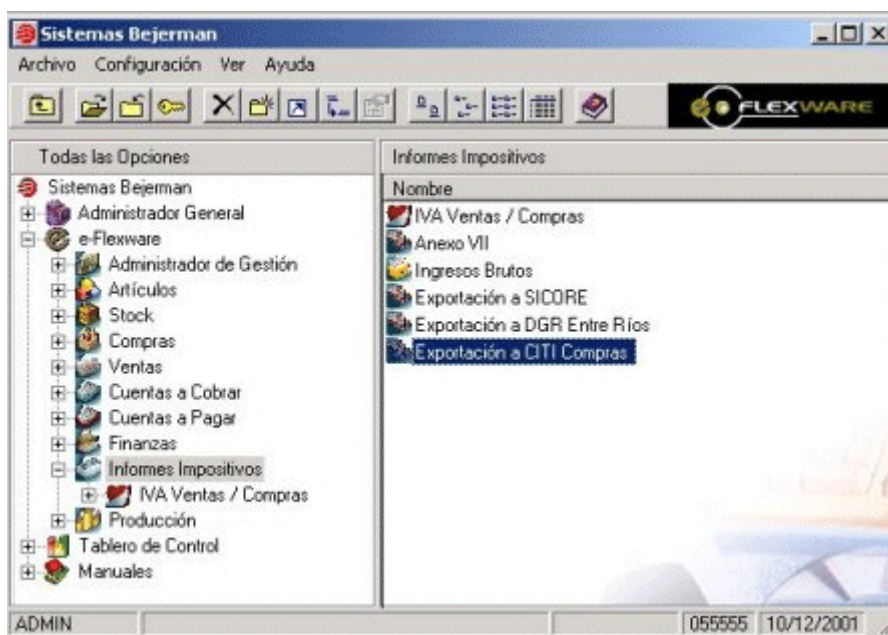 Sistemas Bejerman
Archivo Configuración Ver Ayuda
FLEXWARE
Todas las Opciones
Sistemas Bejerman
Administrador General
e-Flexware
Administrador de Gestión
Artículos
Stock
Compras
Ventas
Cuentas a Cobrar
Cuentas a Pagar
Finanzas
Informes Impositivos
IVA Ventas / Compras
Producción
Tablero de Control
Manuales
Informes Impositivos
Nombre
IVA Ventas / Compras
Anexo VII
Ingresos Brutos
Exportación a SICORE
Exportación a DGR Entre Ríos
Exportación a CITI Compras
ADMIN 055555 10/12/2001